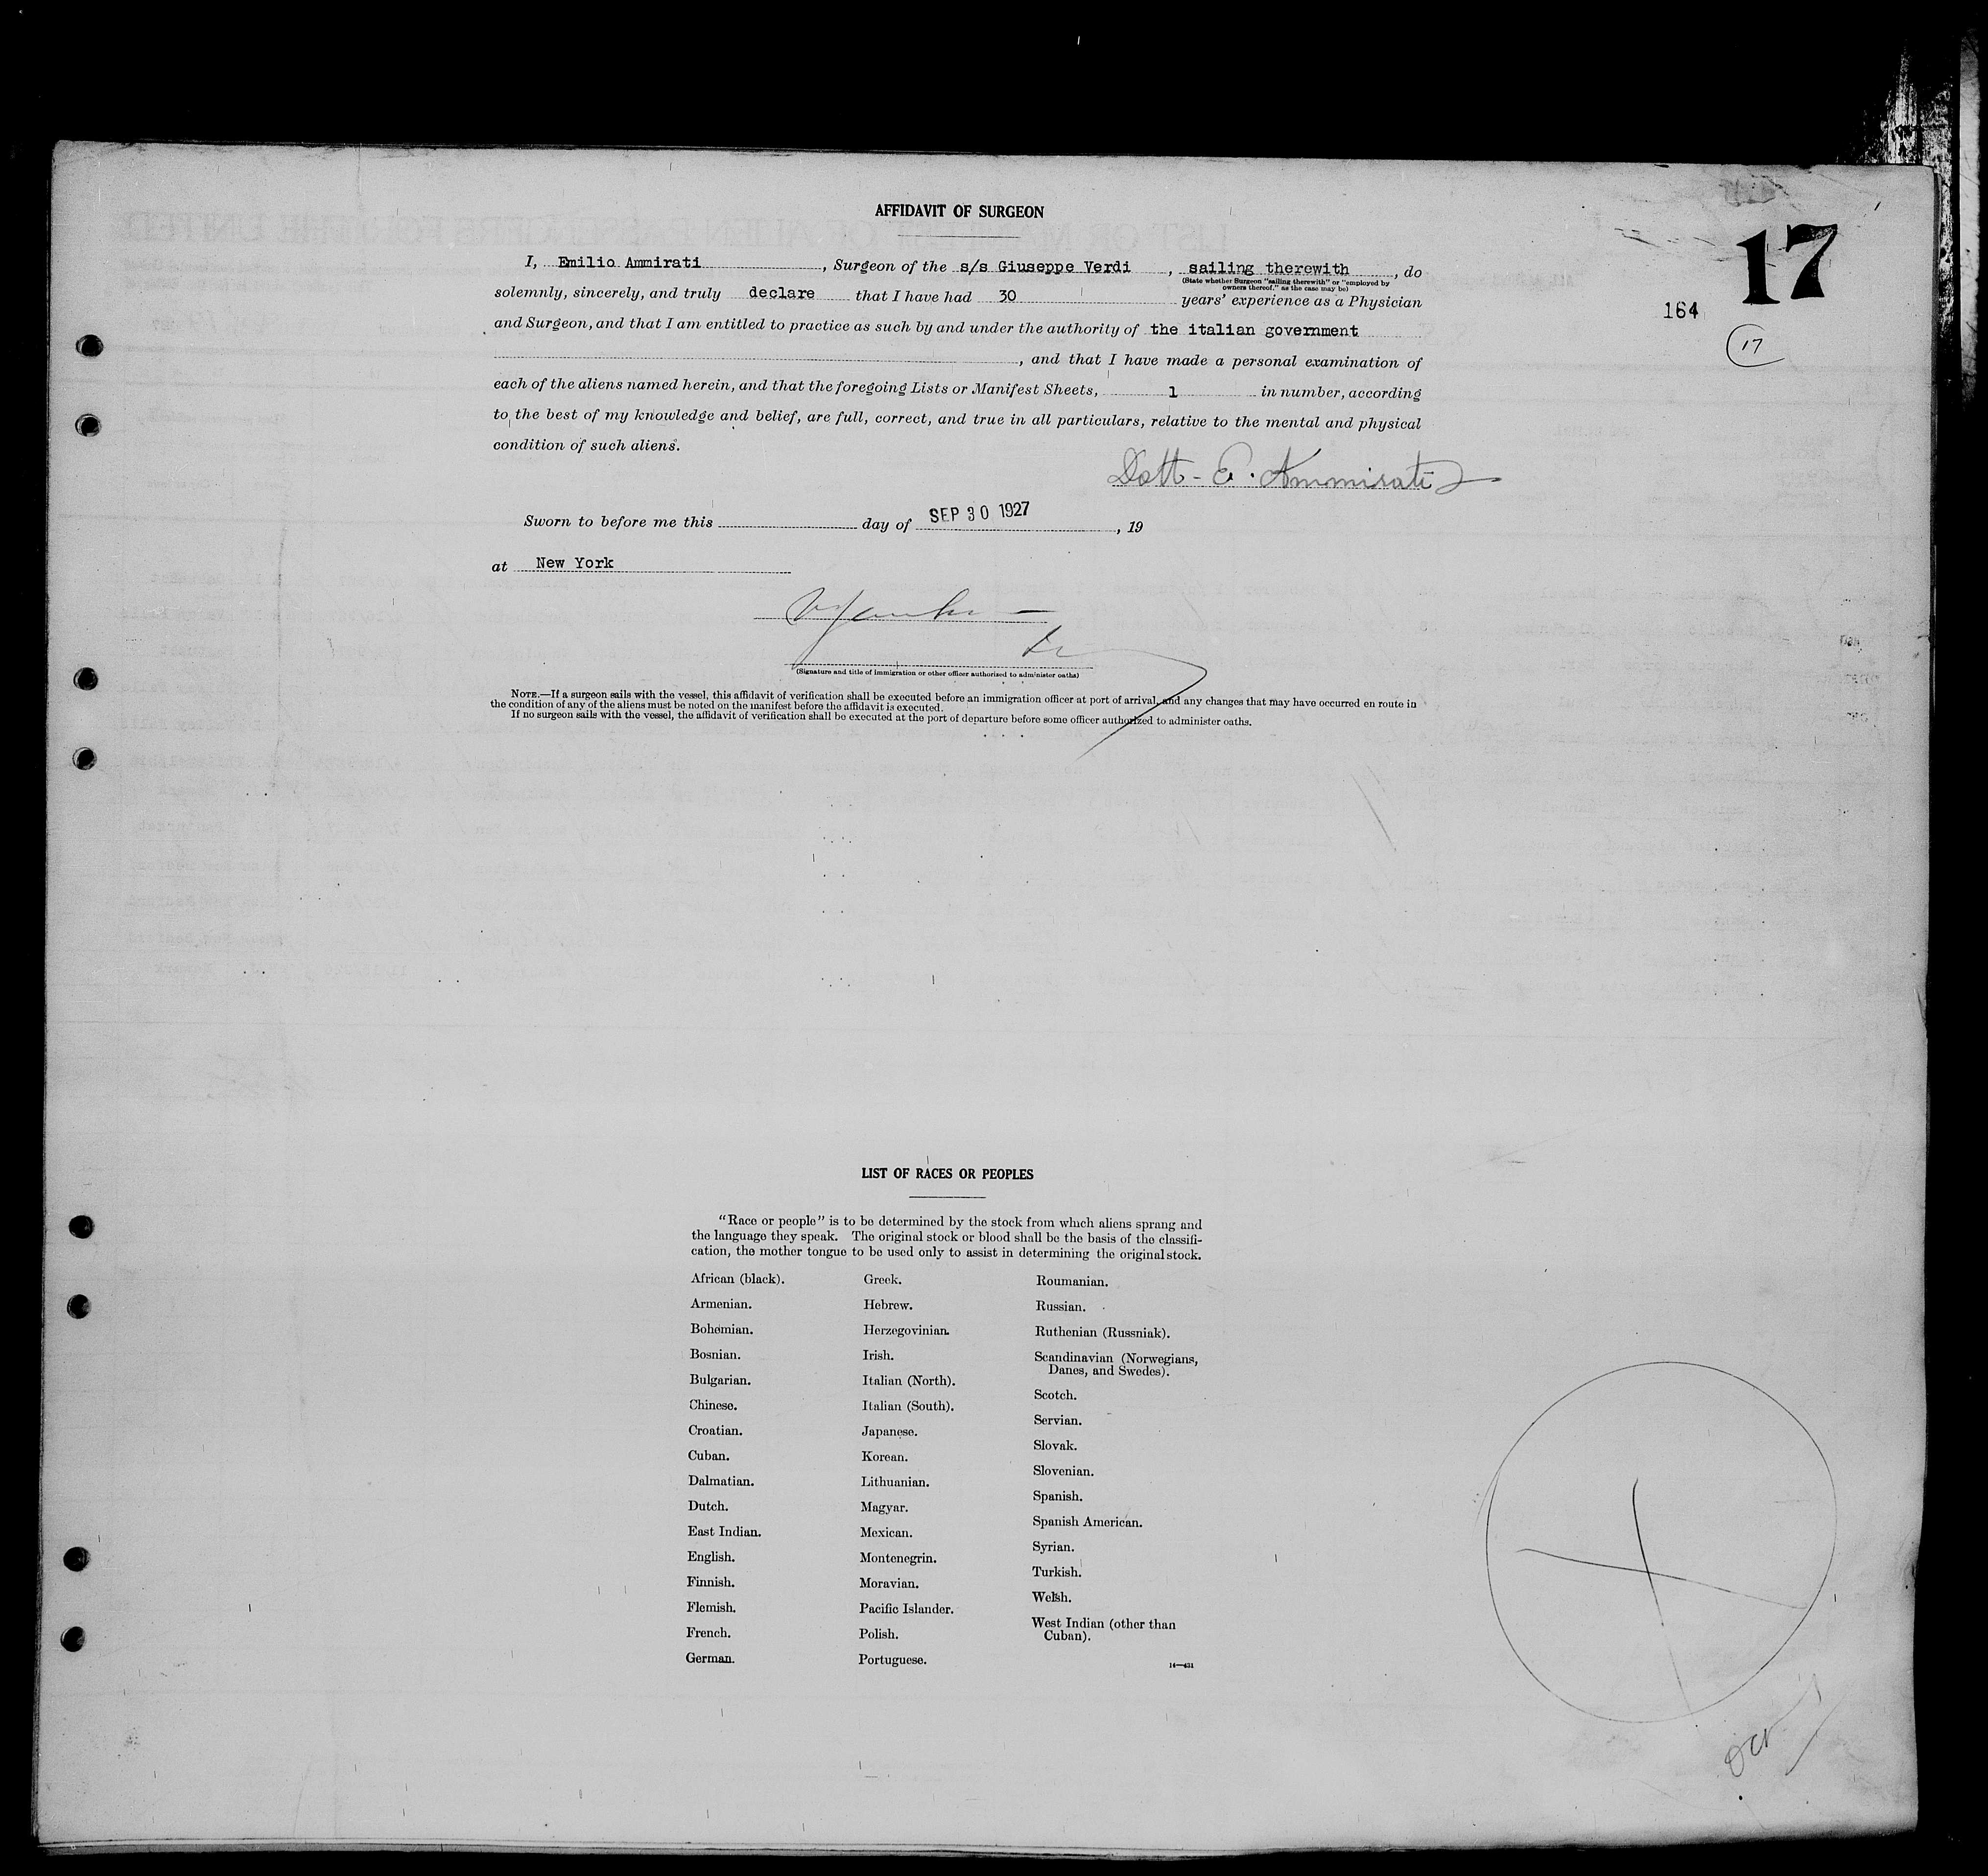 AFFIDAVIT OF SURGEON
17
I, Emilio Ammirati, Surgeon of the s/s Giuseppe Verdi, sailing therewith, do
(State whether Surgeon "sailing therewith" or "employed by
owners thereof," as the case may be)
solemnly, sincerely, and truly declare that I have had 30 years' experience as a Physician
164
and Surgeon, and that I am entitled to practice as such by and under the authority of the italian government
17
, and that I have made a personal examination of
each of the aliens named herein, and that the foregoing Lists or Manifest Sheets, 1 in number, according
to the best of my knowledge and belief, are full, correct, and true in all particulars, relative to the mental and physical
condition of such aliens.
Dott - E. Ammirati
Sworn to before me this day of SEP 30 1927, 19
at New York
(Signature and title of immigration or other officer authorized to administer oaths)
NOTE.—If a surgeon sails with the vessel, this affidavit of verification shall be executed before an immigration officer at port of arrival, and any changes that may have occurred en route in
the condition of any of the aliens must be noted on the manifest before the affidavit is executed.
If no surgeon sails with the vessel, the affidavit of verification shall be executed at the port of departure before some officer authorized to administer oaths.
LIST OF RACES OR PEOPLES
"Race or people" is to be determined by the stock from which aliens sprang and
the language they speak. The original stock or blood shall be the basis of the classifi-
cation, the mother tongue to be used only to assist in determining the original stock.
African (black).
Armenian.
Bohemian.
Bosnian.
Bulgarian.
Chinese.
Croatian.
Cuban.
Dalmatian.
Dutch.
East Indian.
English.
Finnish.
Flemish.
French.
German.
Greek.
Hebrew.
Herzegovinian.
Irish.
Italian (North).
Italian (South).
Japanese.
Korean.
Lithuanian.
Magyar.
Mexican.
Montenegrin.
Moravian.
Pacific Islander.
Polish.
Portuguese.
Roumanian.
Russian.
Ruthenian (Russniak).
Scandinavian (Norwegians,
Danes, and Swedes).
Scotch.
Servian.
Slovak.
Slovenian.
Spanish.
Spanish American.
Syrian.
Turkish.
Welsh.
West Indian (other than
Cuban).
14—431